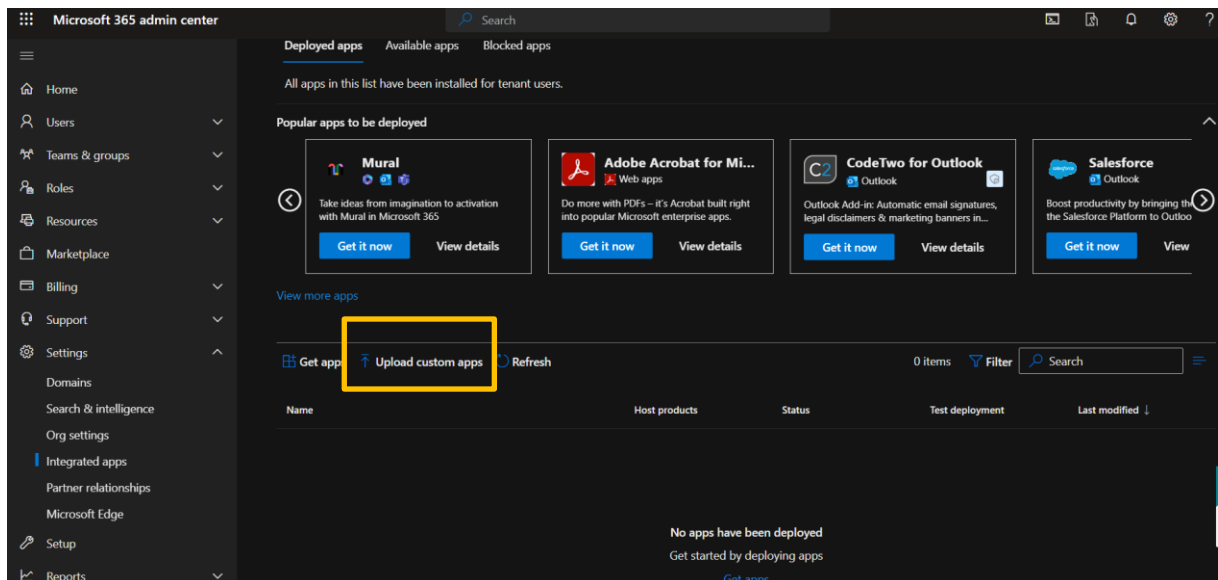 Microsoft 365 admin center
Search
Home
Users
Teams & groups
Roles
Resources
Marketplace
Billing
Support
Settings
Domains
Search & intelligence
Org settings
Integrated apps
Partner relationships
Microsoft Edge
Setup
Reports
Deployed apps Available apps Blocked apps
All apps in this list have been installed for tenant users.
Popular apps to be deployed
Mural
Take ideas from imagination to activation
with Mural in Microsoft 365
Get it now View details
Adobe Acrobat for Mi...
Web apps
Do more with PDFs – it's Acrobat built right
into popular Microsoft enterprise apps.
Get it now View details
C2
CodeTwo for Outlook
Outlook
Outlook Add-in: Automatic email signatures,
legal disclaimers & marketing banners in...
Get it now View details
salesforce
Salesforce
Outlook
Boost productivity by bringing th
the Salesforce Platform to Outloo
Get it now View
View more apps
Get app Upload custom apps Refresh
0 items Filter Search
Name Host products Status Test deployment Last modified ↓
No apps have been deployed
Get started by deploying apps
Get apps